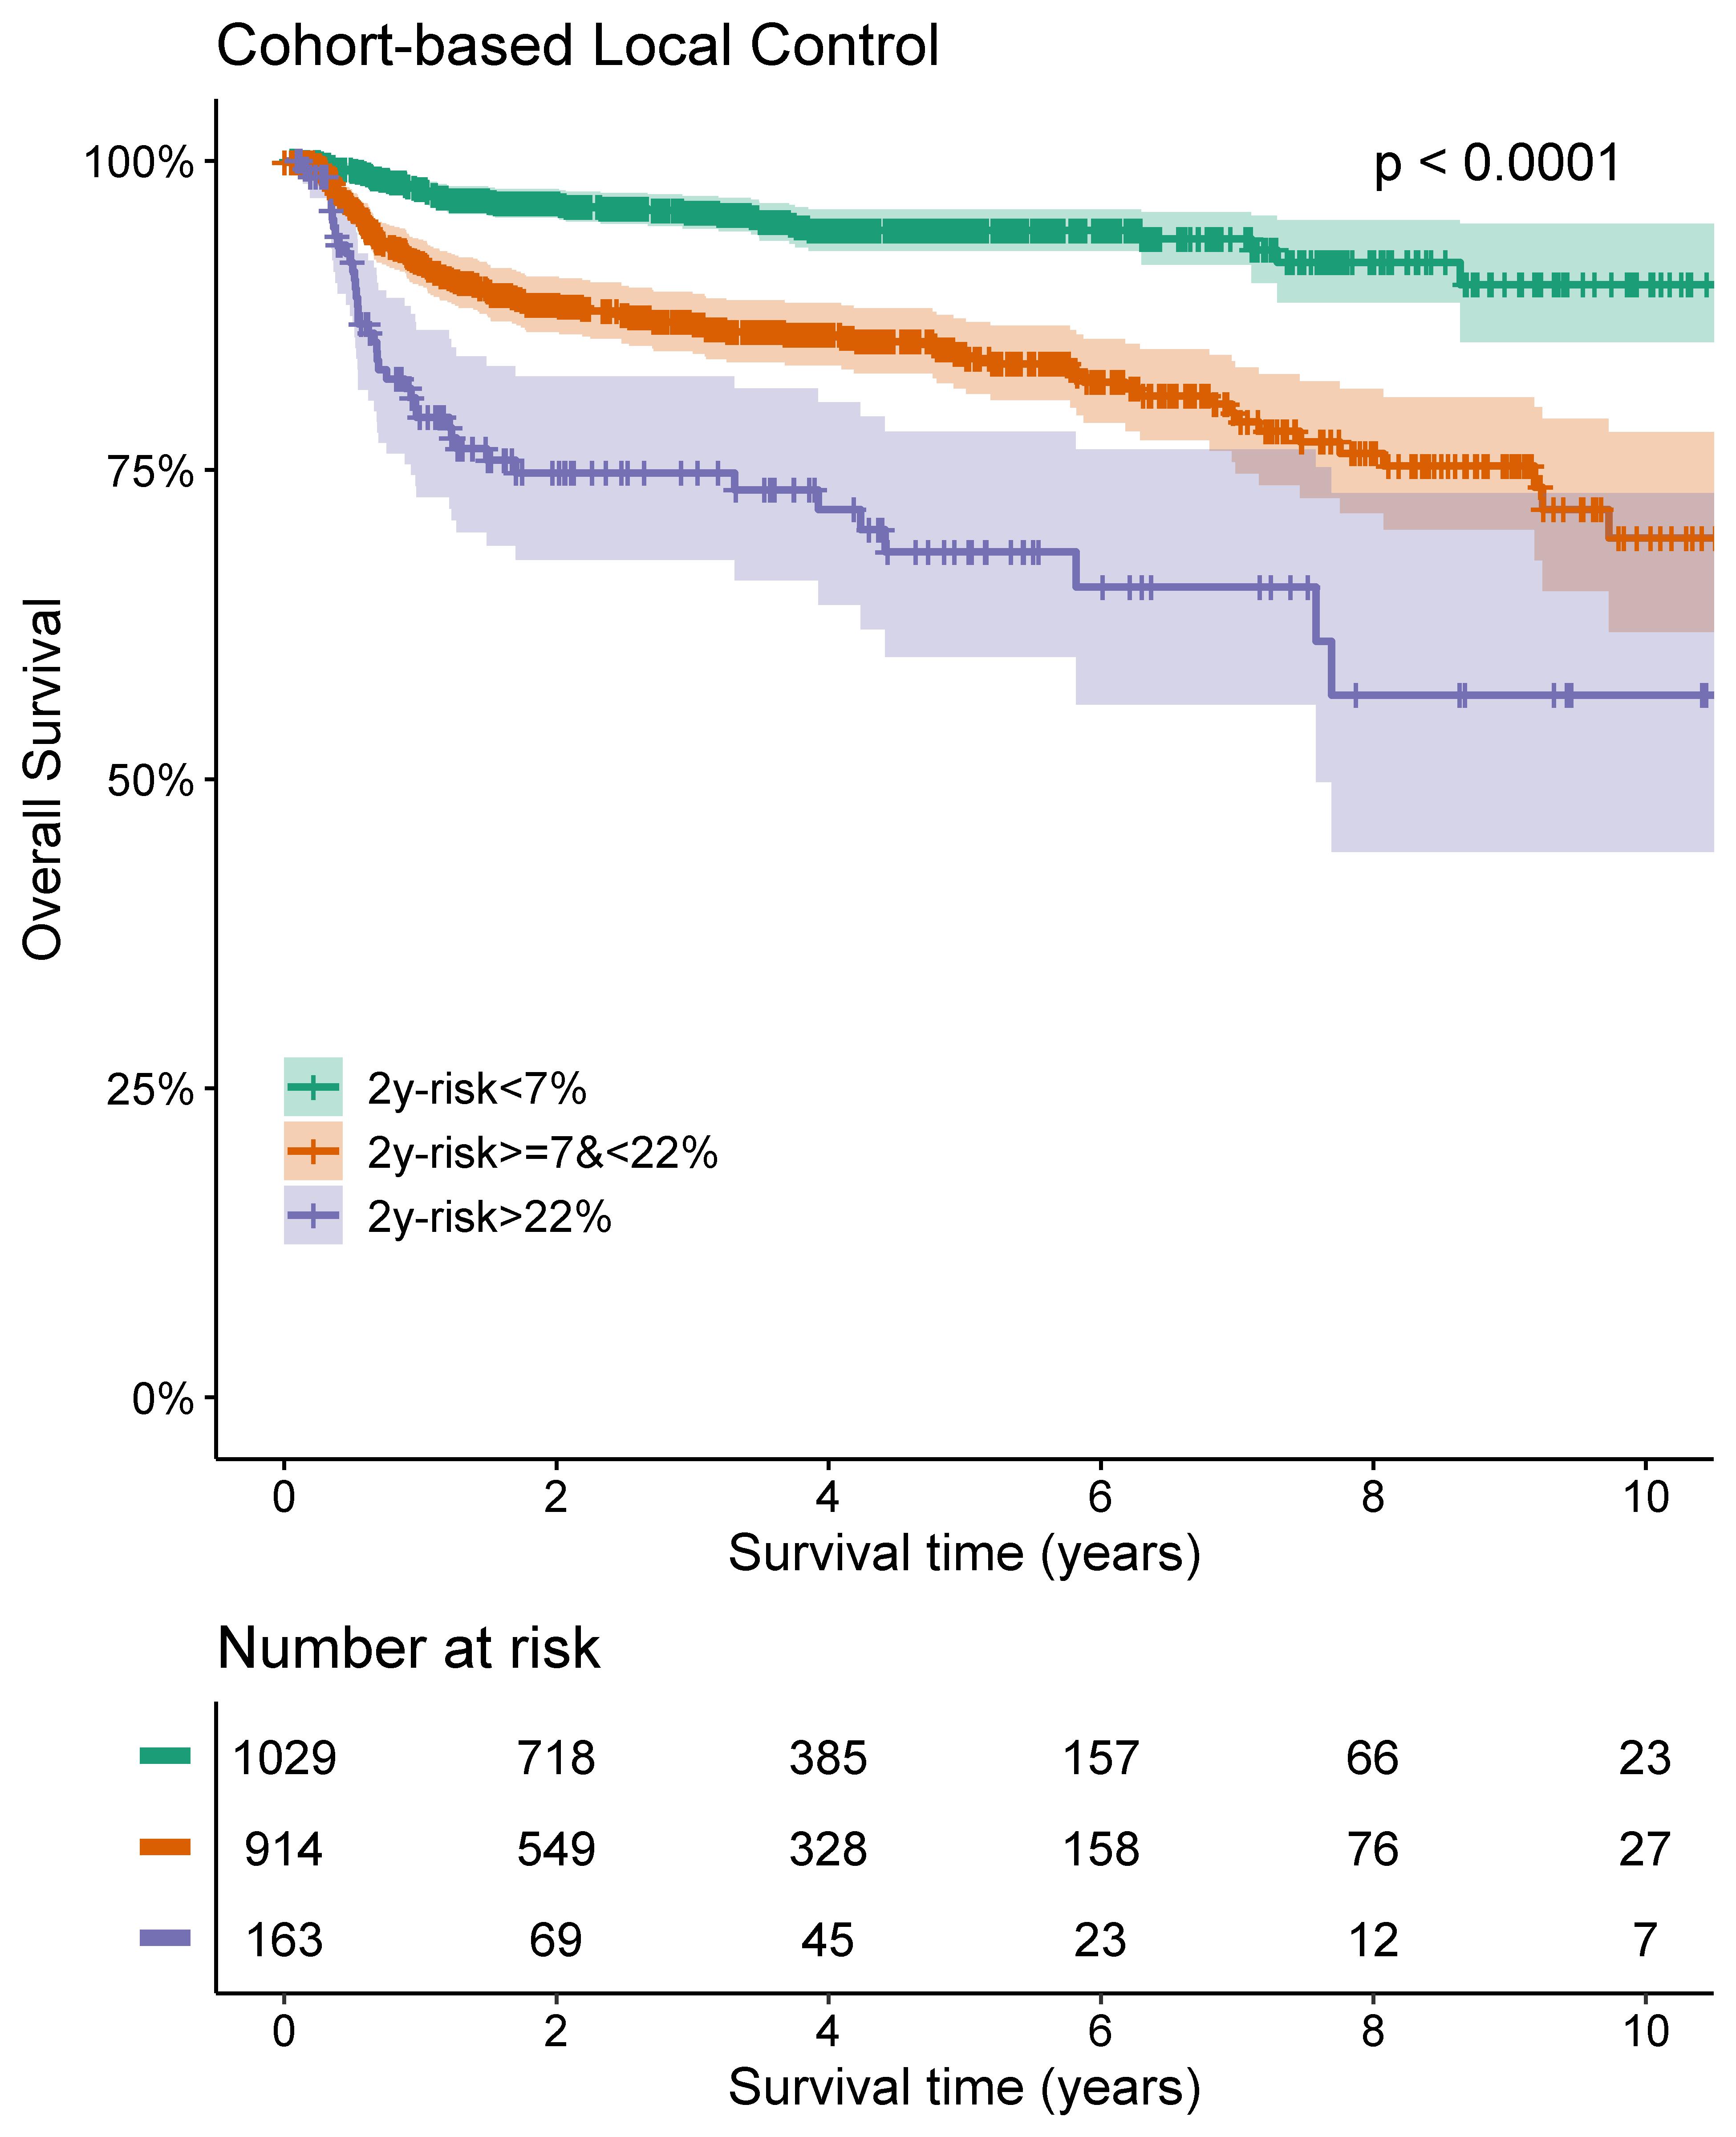 Cohort-based Local Control
p < 0.0001
100%
75%
50%
25%
0%
Overall Survival
2y-risk<7%
2y-risk>=7&<22%
2y-risk>22%
0 2 4 6 8 10
Survival time (years)
Number at risk
1029 718 385 157 66 23
914 549 328 158 76 27
163 69 45 23 12 7
0 2 4 6 8 10
Survival time (years)